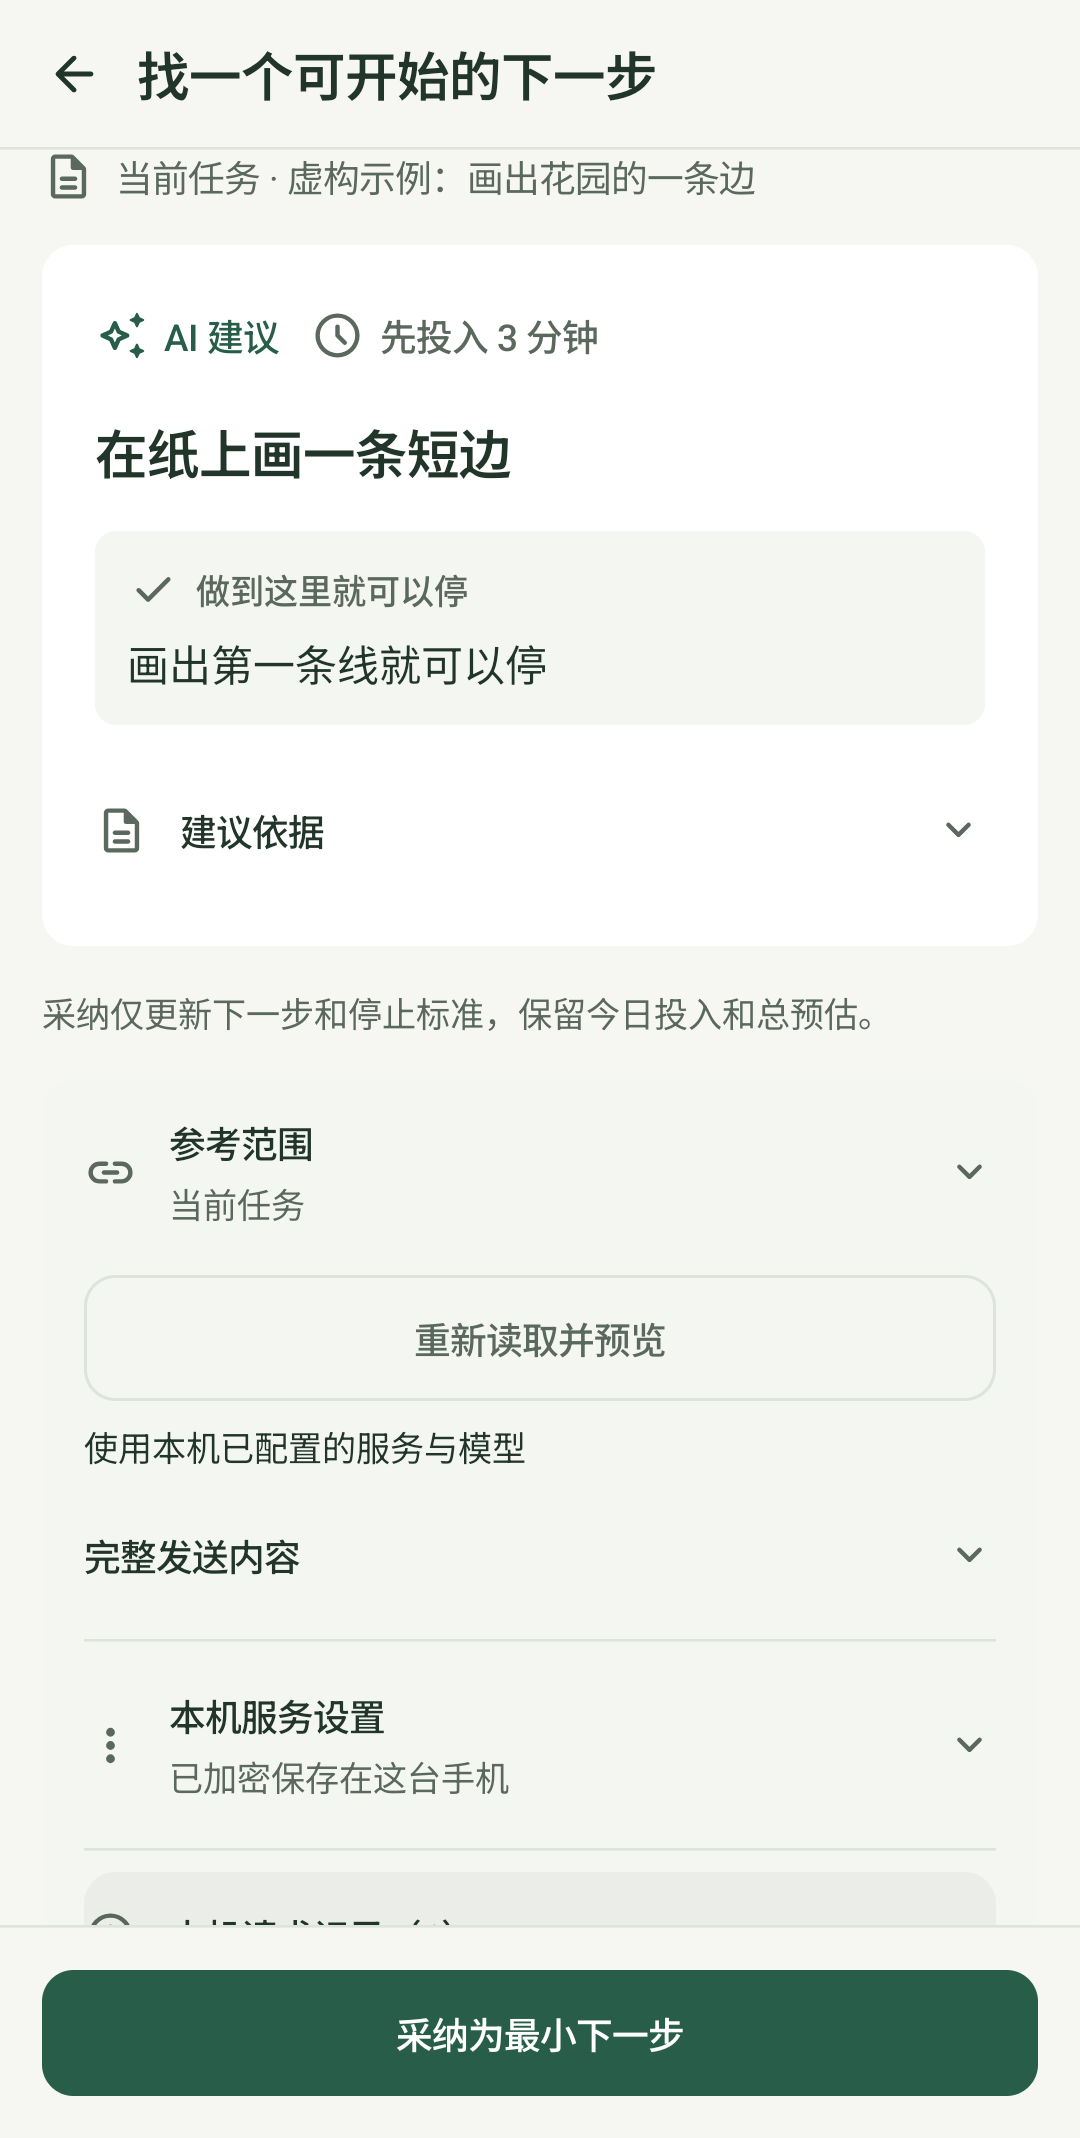 找一个可开始的下一步
当前任务 · 虚构示例：画出花园的一条边
AI 建议 先投入 3 分钟
在纸上画一条短边
做到这里就可以停
画出第一条线就可以停
建议依据
采纳仅更新下一步和停止标准，保留今日投入和总预估。
参考范围
当前任务
重新读取并预览
使用本机已配置的服务与模型
完整发送内容
本机服务设置
已加密保存在这台手机
采纳为最小下一步